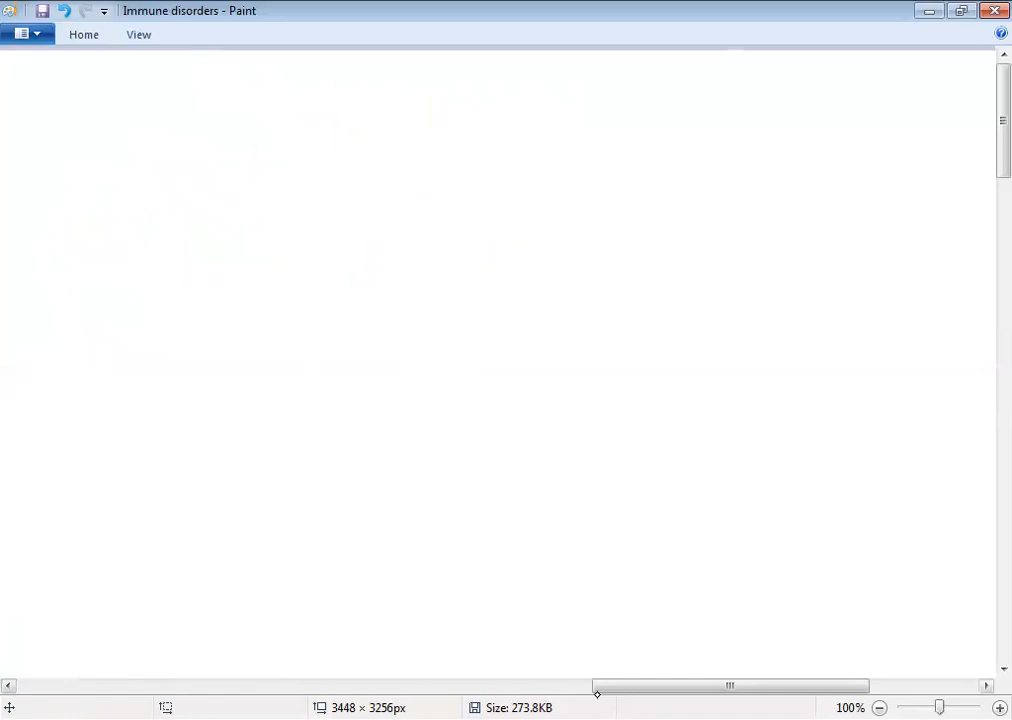 Immune disorders - Paint
Home View
3448 × 3256px
Size: 273.8KB
100%